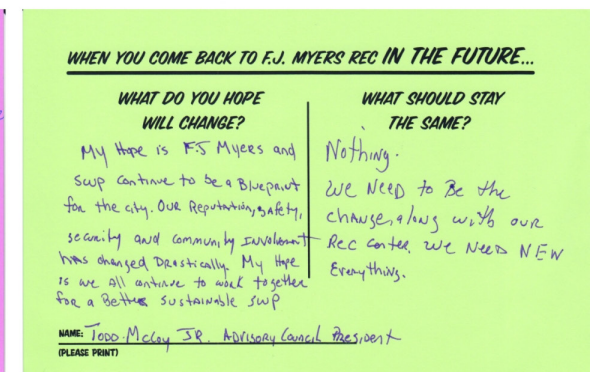 WHEN YOU COME BACK TO F.J. MYERS REC IN THE FUTURE...
WHAT DO YOU HOPE
WILL CHANGE?
My Hope is F.J Myers and
SWP continue to be a Blueprint
for the city. OUR Reputation, safety,
security and community Involvement
has changed Drastically. My Hope
is we All continue to work together
for a Better Sustainable SWP
WHAT SHOULD STAY
THE SAME?
Nothing.
We Need to Be the
change, along with our
Rec center. We Need NEW
Everything.
NAME: Todd McCoy JR. Advisory Council President
(PLEASE PRINT)